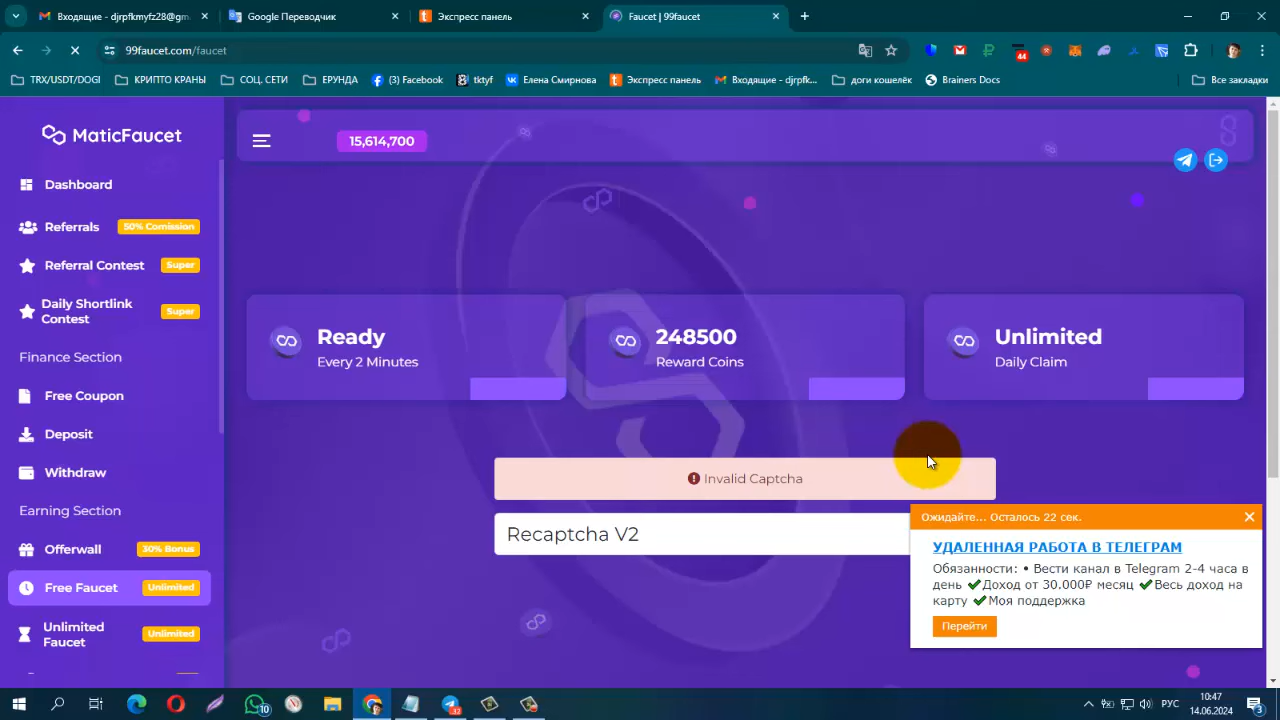 Входящие - djrpfkmyfz28@gm
Google Переводчик
Экспресс панель
Faucet | 99faucet
99faucet.com/faucet
44
TRX/USDT/DOGI
КРИПТО КРАНЫ
СОЦ. СЕТИ
ЕРУНДА
(3) Facebook
tktyf
Елена Смирнова
Экспресс панель
Входящие - djrpfk...
доги кошелёк
Brainers Docs
Все закладки
MaticFaucet
15,614,700
Dashboard
Referrals
50% Comission
Referral Contest
Super
Daily Shortlink
Contest
Super
Finance Section
Free Coupon
Deposit
Withdraw
Earning Section
Offerwall
30% Bonus
Free Faucet
Unlimited
Unlimited
Faucet
Unlimited
Ready
Every 2 Minutes
248500
Reward Coins
Unlimited
Daily Claim
Invalid Captcha
Recaptcha V2
Ожидайте... Осталось 22 сек.
УДАЛЕННАЯ РАБОТА В ТЕЛЕГРАМ
Обязанности: • Вести канал в Telegram 2-4 часа в
день ✔Доход от 30.000₽ месяц ✔Весь доход на
карту ✔Моя поддержка
Перейти
10
РУС
10:47
14.06.2024
3